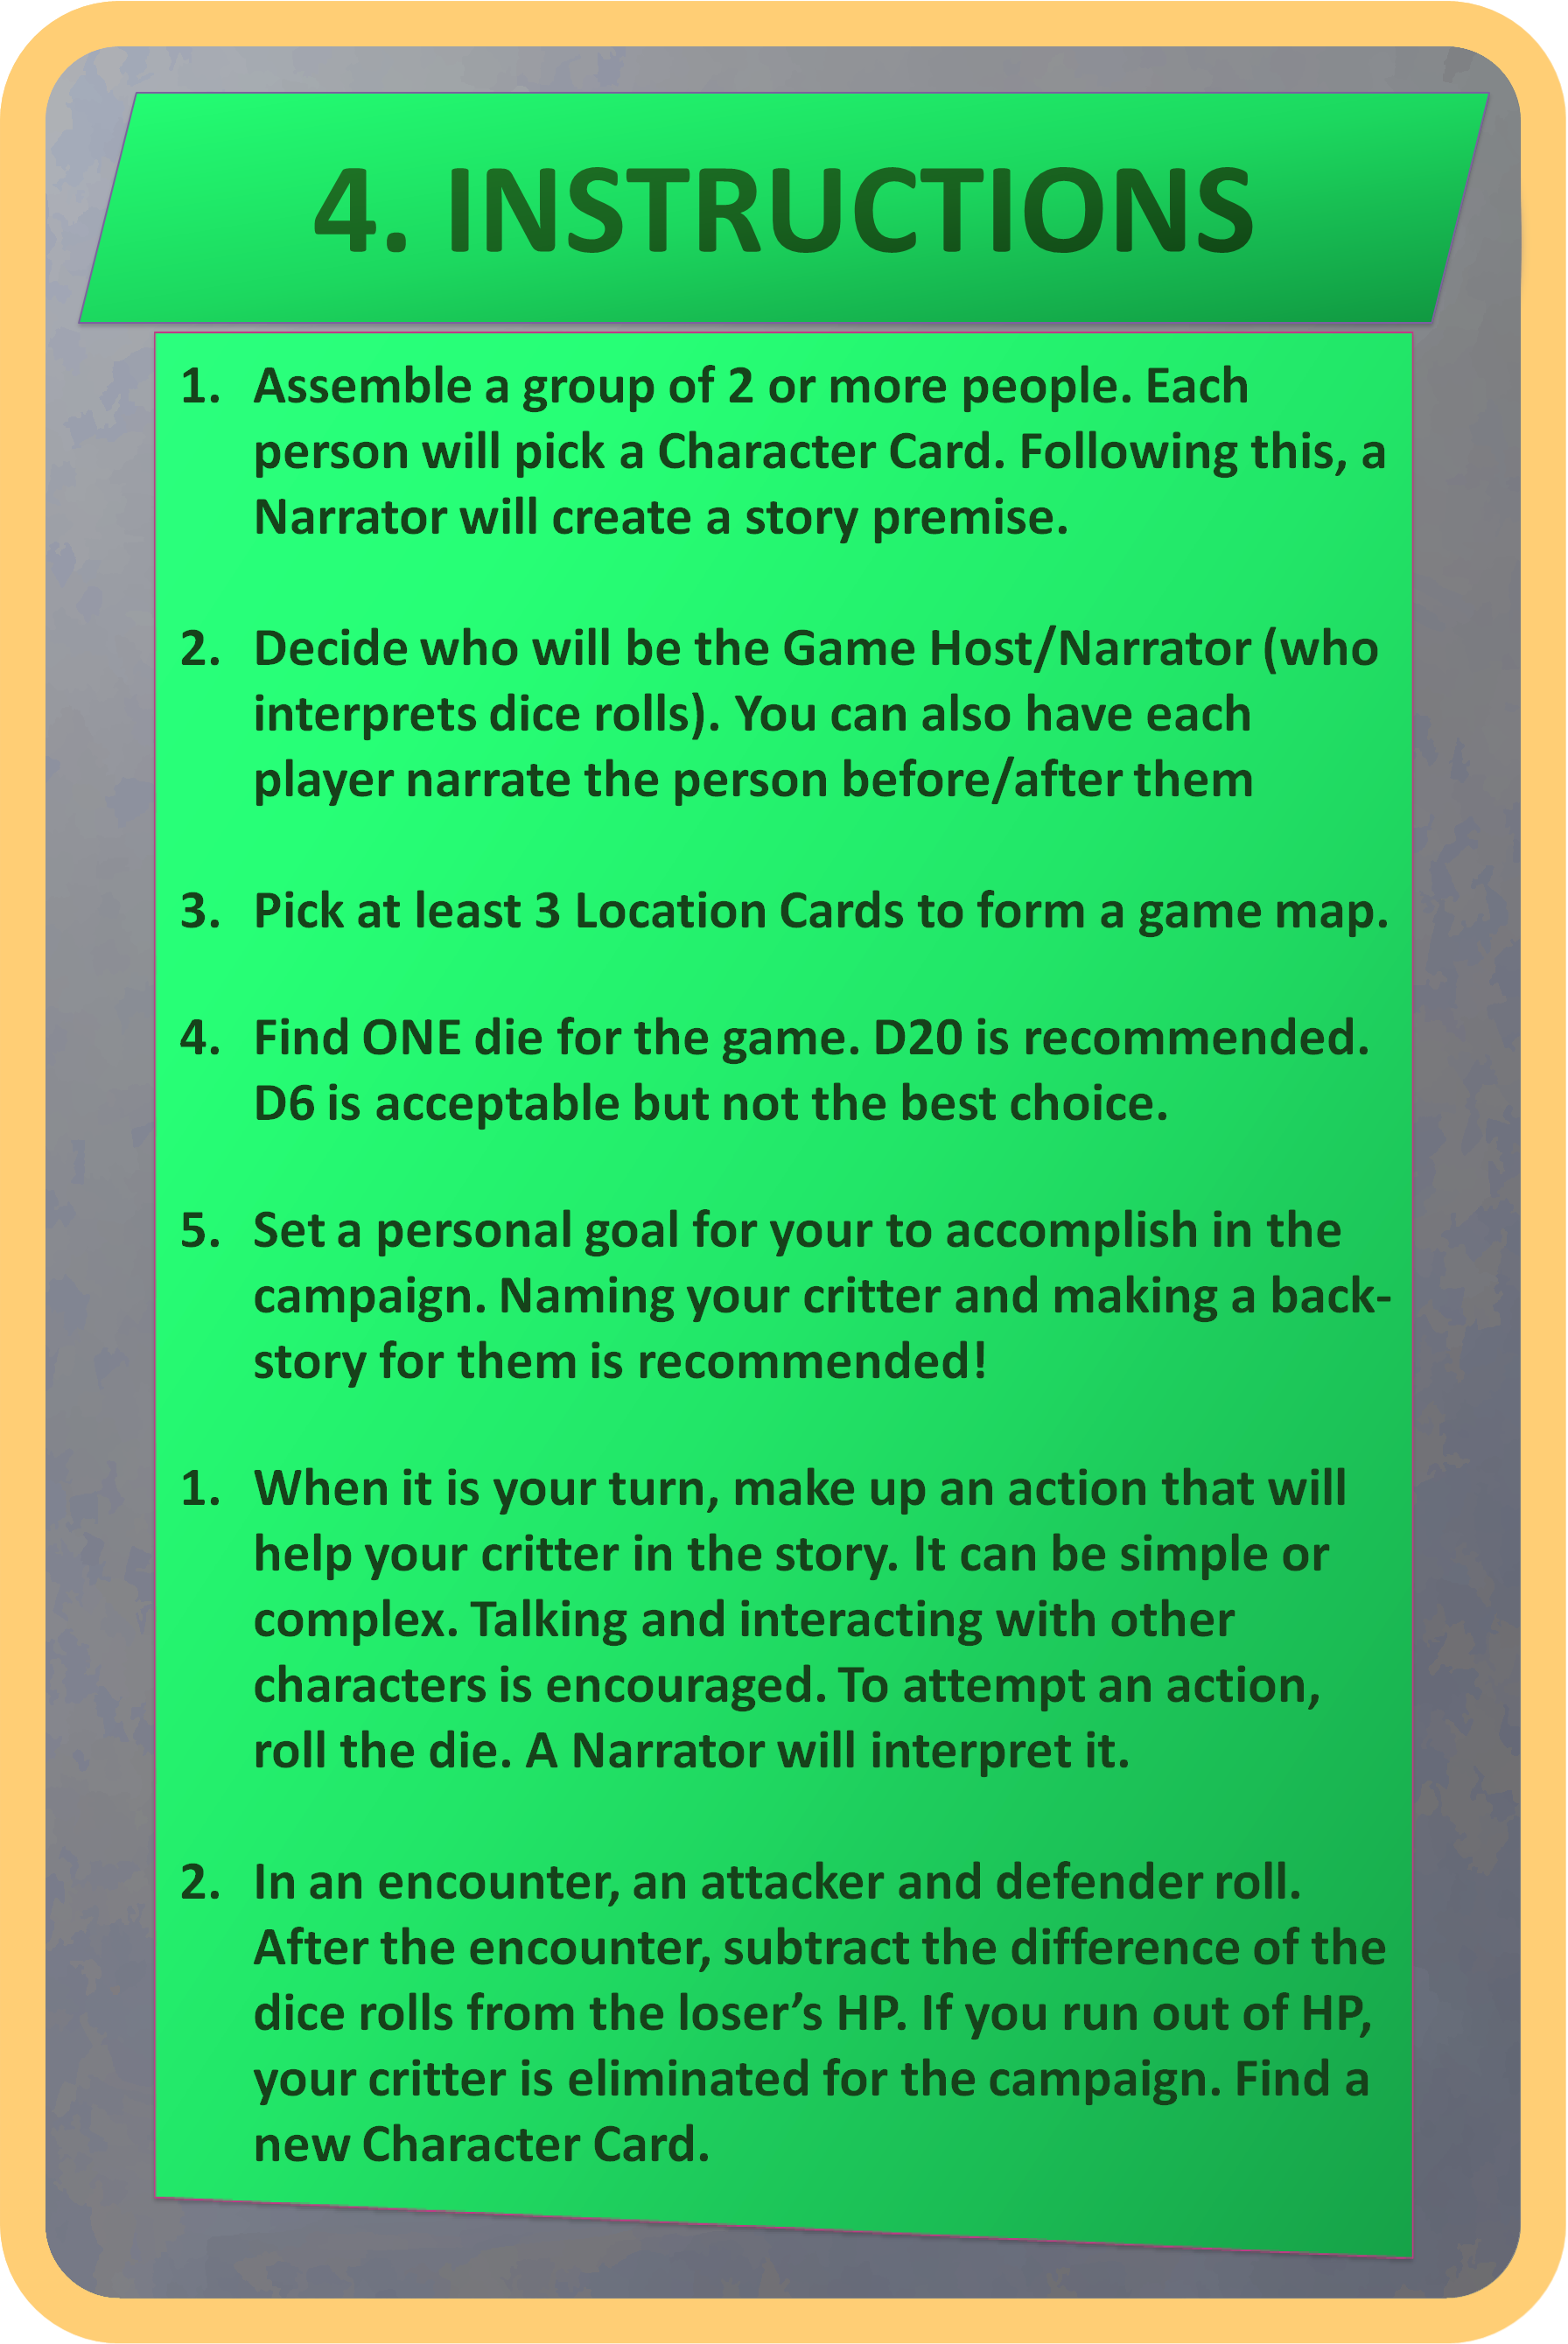 4. INSTRUCTIONS
1. Assemble a group of 2 or more people. Each
person will pick a Character Card. Following this, a
Narrator will create a story premise.
2. Decide who will be the Game Host/Narrator (who
interprets dice rolls). You can also have each
player narrate the person before/after them
3. Pick at least 3 Location Cards to form a game map.
4. Find ONE die for the game. D20 is recommended.
D6 is acceptable but not the best choice.
5. Set a personal goal for your to accomplish in the
campaign. Naming your critter and making a back-
story for them is recommended!
1. When it is your turn, make up an action that will
help your critter in the story. It can be simple or
complex. Talking and interacting with other
characters is encouraged. To attempt an action,
roll the die. A Narrator will interpret it.
2. In an encounter, an attacker and defender roll.
After the encounter, subtract the difference of the
dice rolls from the loser’s HP. If you run out of HP,
your critter is eliminated for the campaign. Find a
new Character Card.